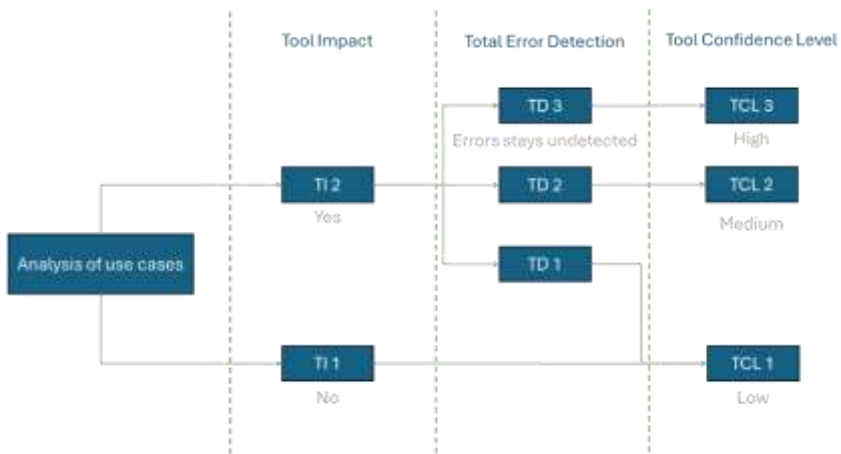 Tool Impact
Total Error Detection
Tool Confidence Level
TD 3
TCL 3
Errors stays undetected
High
TI 2
TD 2
TCL 2
Yes
Medium
Analysis of use cases
TD 1
TI 1
TCL 1
No
Low